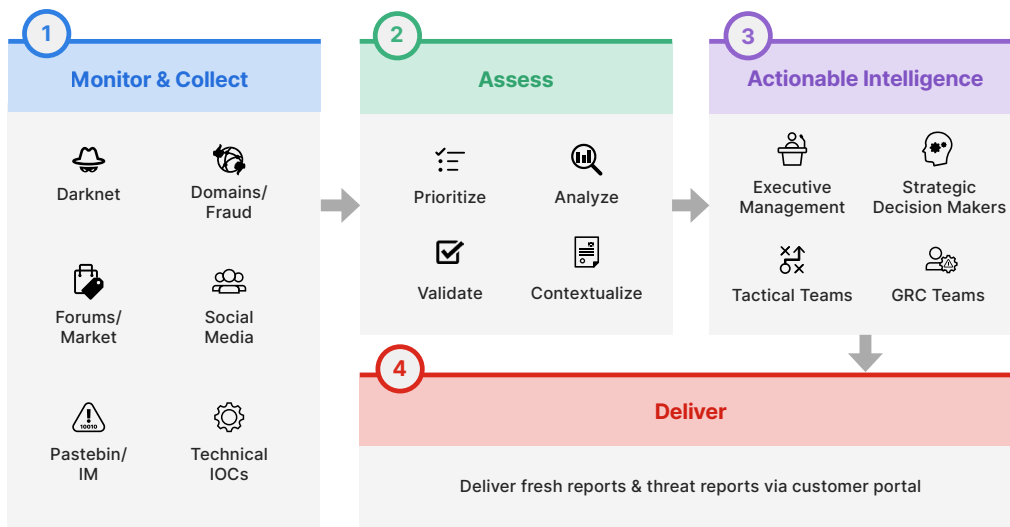 1
Monitor & Collect
Darknet
Domains/
Fraud
Forums/
Market
Social
Media
10010
Pastebin/
IM
Technical
IOCs
2
Assess
Prioritize
Analyze
Validate
Contextualize
3
Actionable Intelligence
Executive
Management
Strategic
Decision Makers
Tactical Teams
GRC Teams
4
Deliver
Deliver fresh reports & threat reports via customer portal